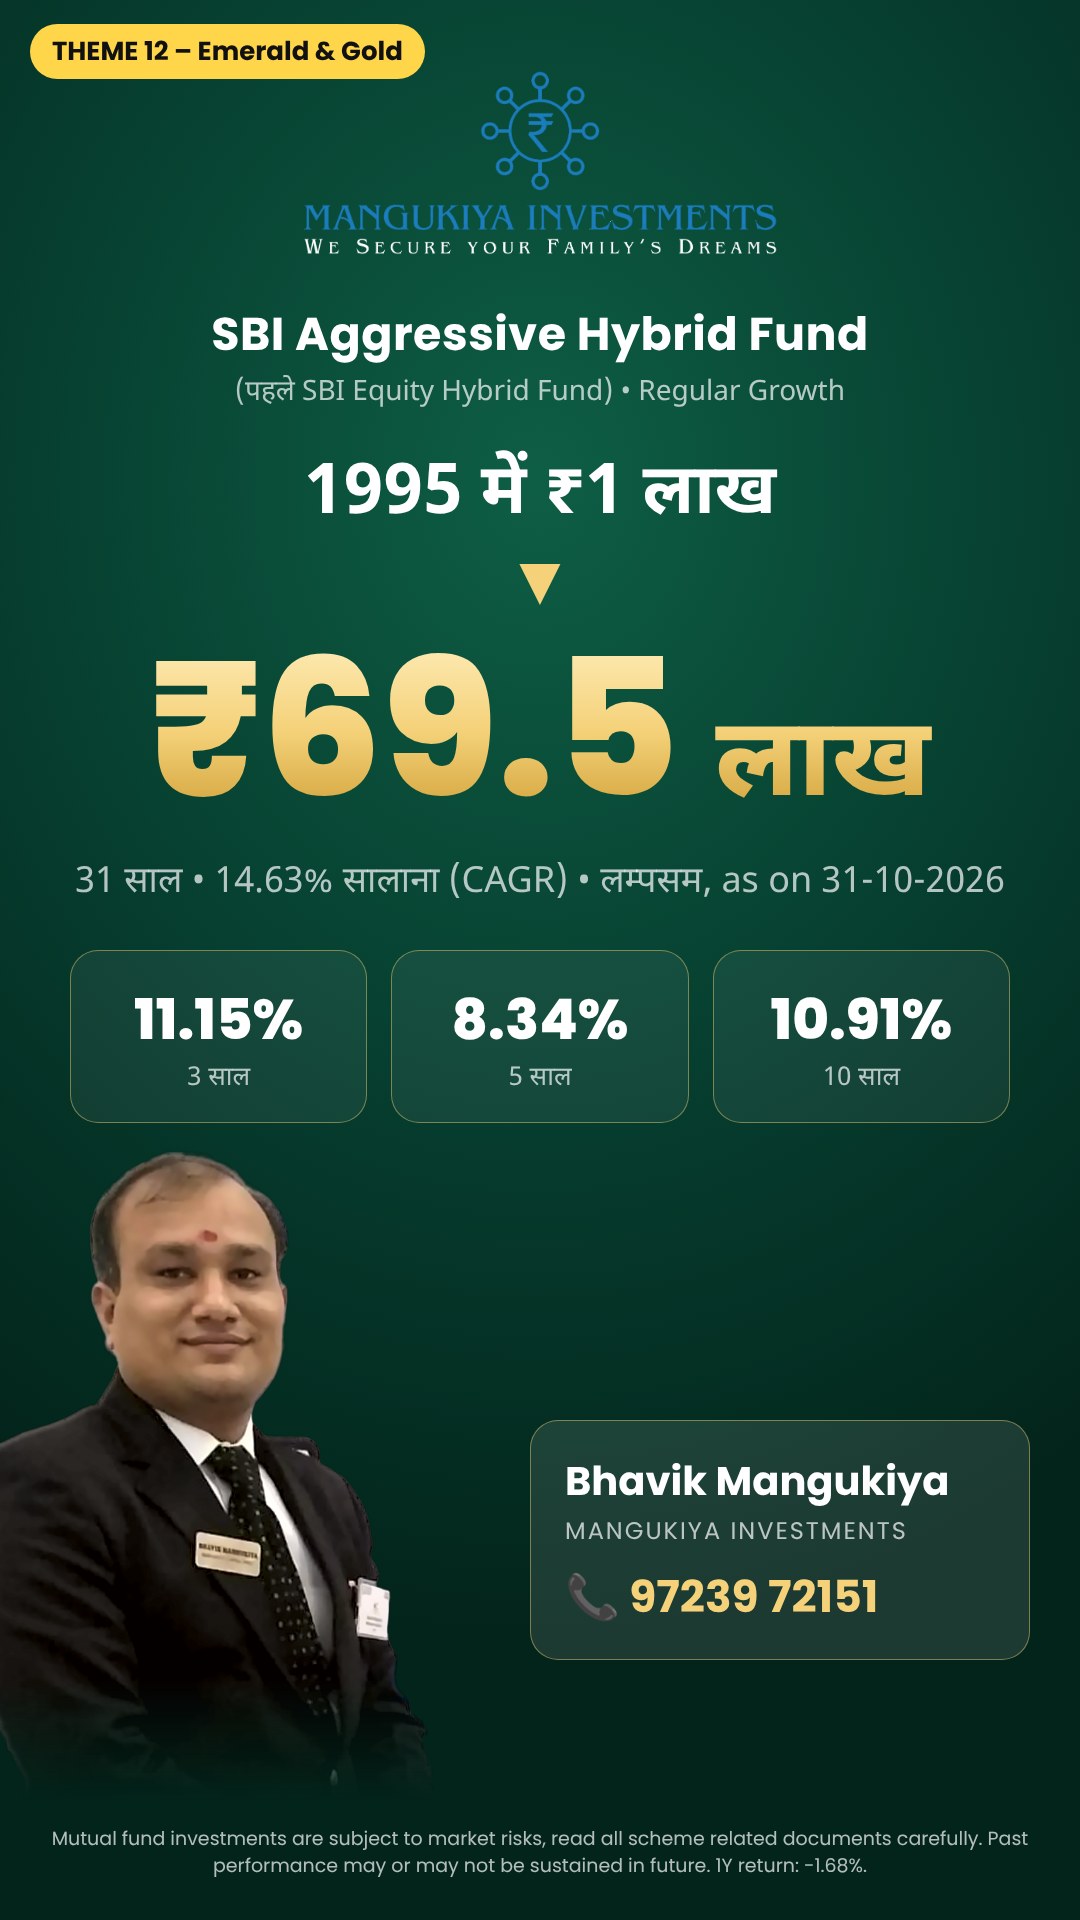 THEME 12 – Emerald & Gold
₹
MANGUKIYA INVESTMENTS
WE SECURE YOUR FAMILY'S DREAMS
SBI Aggressive Hybrid Fund
(पहले SBI Equity Hybrid Fund) • Regular Growth
1995 में ₹1 लाख
▼
₹69.5 लाख
31 साल • 14.63% सालाना (CAGR) • लम्पसम, as on 31-10-2026
11.15% 8.34% 10.91%
3 साल 5 साल 10 साल
Bhavik Mangukiya
MANGUKIYA INVESTMENTS
BHAVIK MANGUKIYA
📞 97239 72151
Mutual fund investments are subject to market risks, read all scheme related documents carefully. Past
performance may or may not be sustained in future. 1Y return: -1.68%.